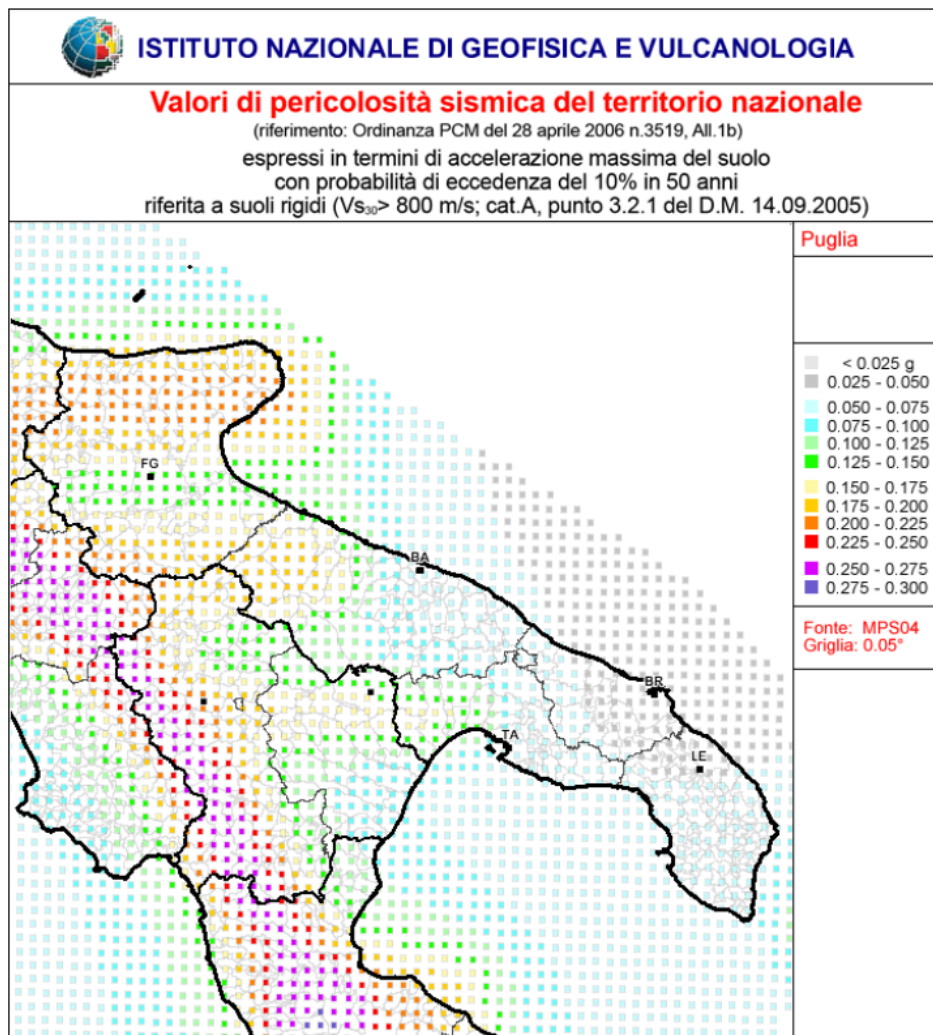 ISTITUTO NAZIONALE DI GEOFISICA E VULCANOLOGIA
Valori di pericolosità sismica del territorio nazionale
(riferimento: Ordinanza PCM del 28 aprile 2006 n.3519, All.1b)
espressi in termini di accelerazione massima del suolo
con probabilità di eccedenza del 10% in 50 anni
riferita a suoli rigidi (Vs₃₀> 800 m/s; cat.A, punto 3.2.1 del D.M. 14.09.2005)
Puglia
< 0.025 g
0.025 - 0.050
0.050 - 0.075
0.075 - 0.100
0.100 - 0.125
0.125 - 0.150
0.150 - 0.175
0.175 - 0.200
0.200 - 0.225
0.225 - 0.250
0.250 - 0.275
0.275 - 0.300
Fonte: MPS04
Griglia: 0.05°
FG
BA
BR
TA
LE